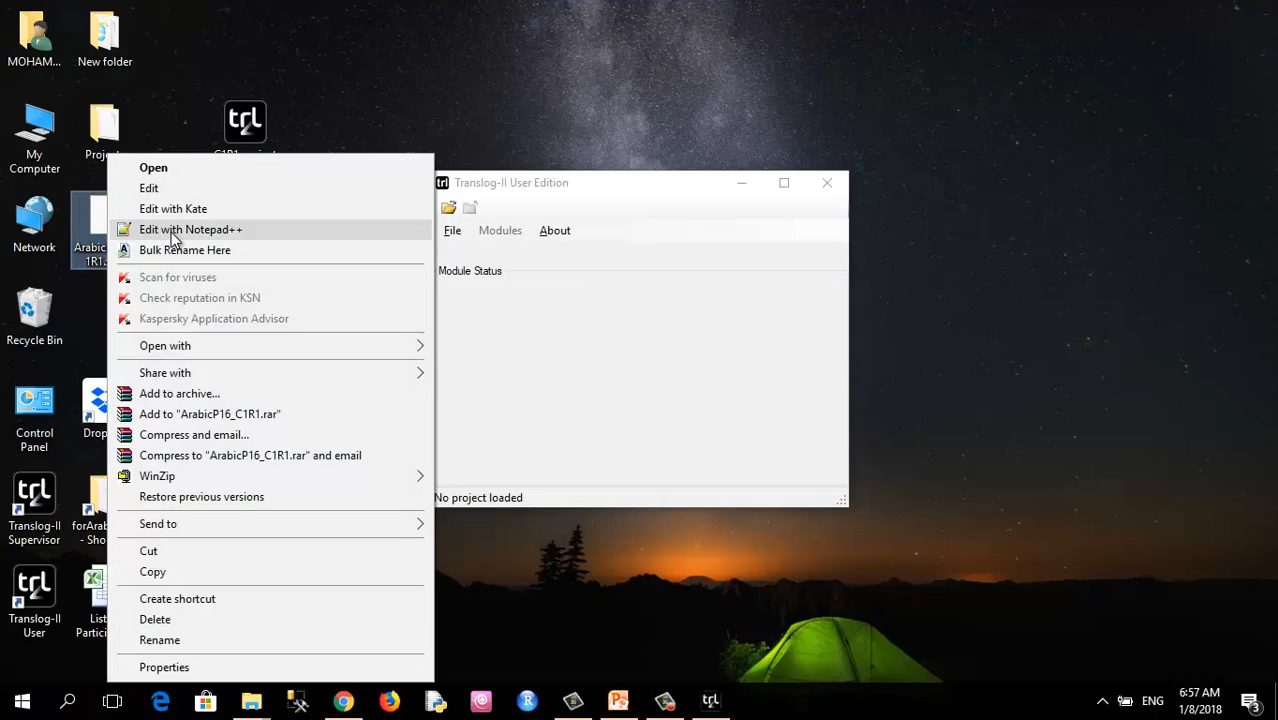 MOHAM...
New folder
My
Computer
trl
2
Network
Arabic
1R1.
Recycle Bin
Control
Panel
Drop
trl
Translog-II
Supervisor
forArab
- Sho
trl
Translog-II
User
List
Partici
Open
Edit
Edit with Kate
Edit with Notepad++
Bulk Rename Here
Scan for viruses
Check reputation in KSN
Kaspersky Application Advisor
Open with
Share with
Add to archive...
Add to "ArabicP16_C1R1.rar"
Compress and email...
Compress to "ArabicP16_C1R1.rar" and email
WinZip
Restore previous versions
Send to
Cut
Copy
Create shortcut
Delete
Rename
Properties
trl Translog-II User Edition
File Modules About
Module Status
No project loaded
ENG
6:57 AM
1/8/2018
3